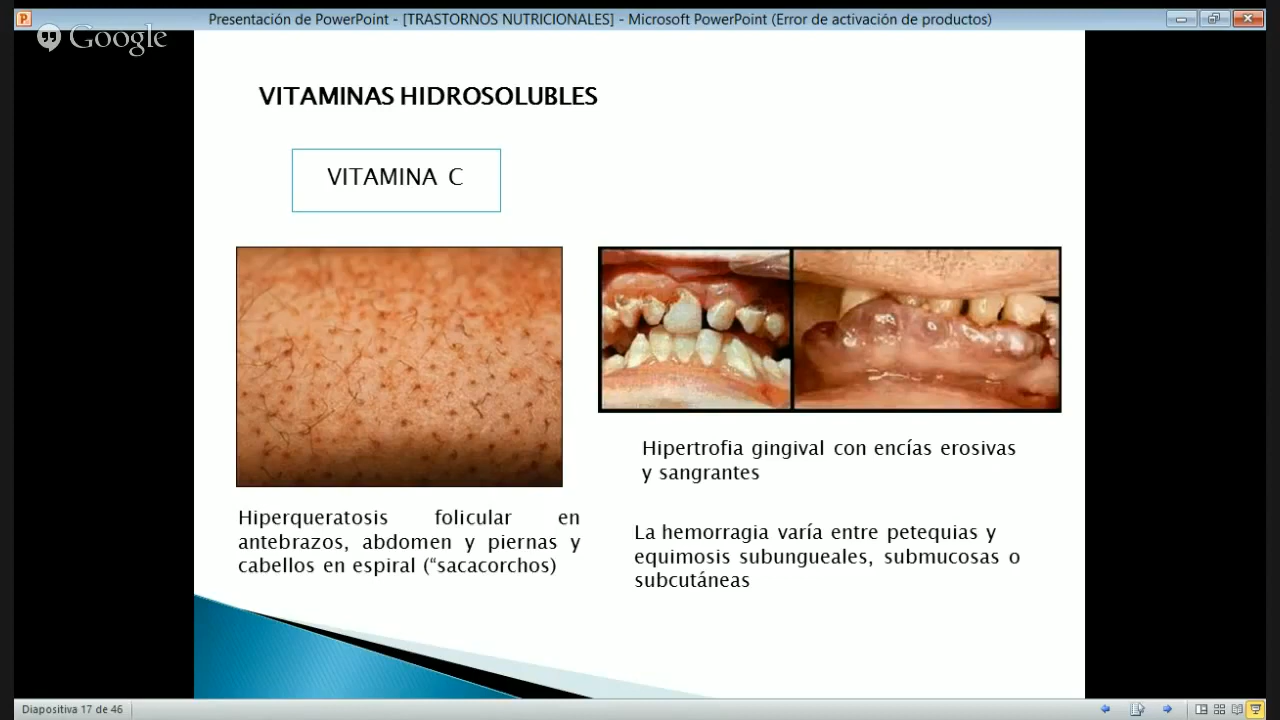 Presentación de PowerPoint - [TRASTORNOS NUTRICIONALES] - Microsoft PowerPoint (Error de activación de productos)
Google
VITAMINAS HIDROSOLUBLES
VITAMINA C
Hipertrofia gingival con encías erosivas
y sangrantes
Hiperqueratosis folicular en
antebrazos, abdomen y piernas y
cabellos en espiral (“sacacorchos)
La hemorragia varía entre petequias y
equimosis subungueales, submucosas o
subcutáneas
Diapositiva 17 de 46